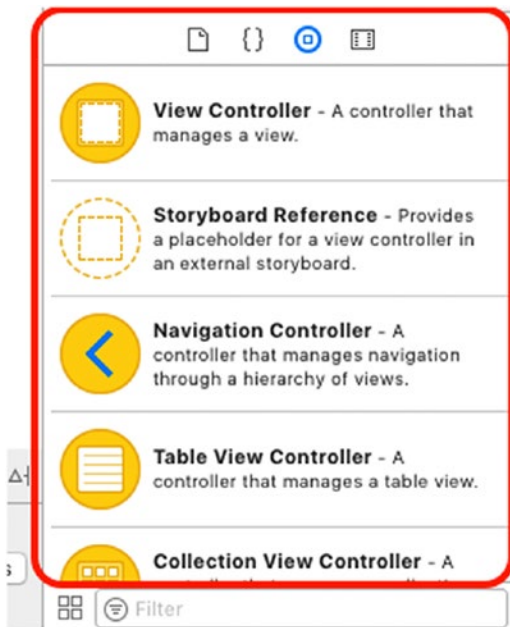 {}
View Controller - A controller that
manages a view.
Storyboard Reference - Provides
a placeholder for a view controller in
an external storyboard.
Navigation Controller - A
controller that manages navigation
through a hierarchy of views.
Table View Controller - A
controller that manages a table view.
Collection View Controller - A
s
Filter